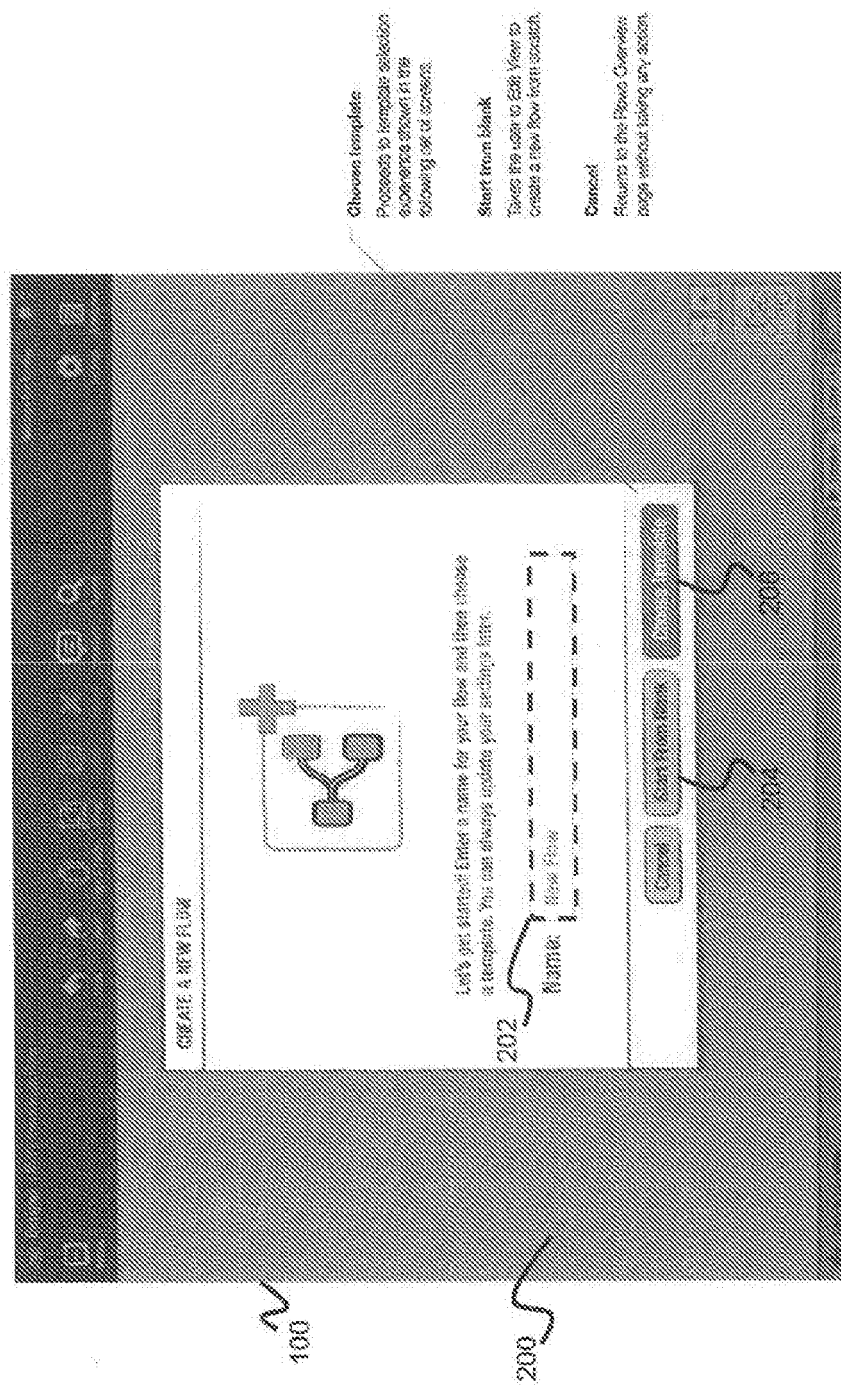 CREATE A NEW FLOW
Let's get started! Enter a name for your flow and then choose
a template. You can always update your settings later.
Name: New Flow
Cancel
Start from blank
Choose template
100
200
202
204
206
Choose template
Proceeds to template selection
experience shown in the
following set of screens.
Start from blank
Takes the user to Edit View to
create a new flow from scratch.
Cancel
Returns to the Flows Overview
page without taking any action.